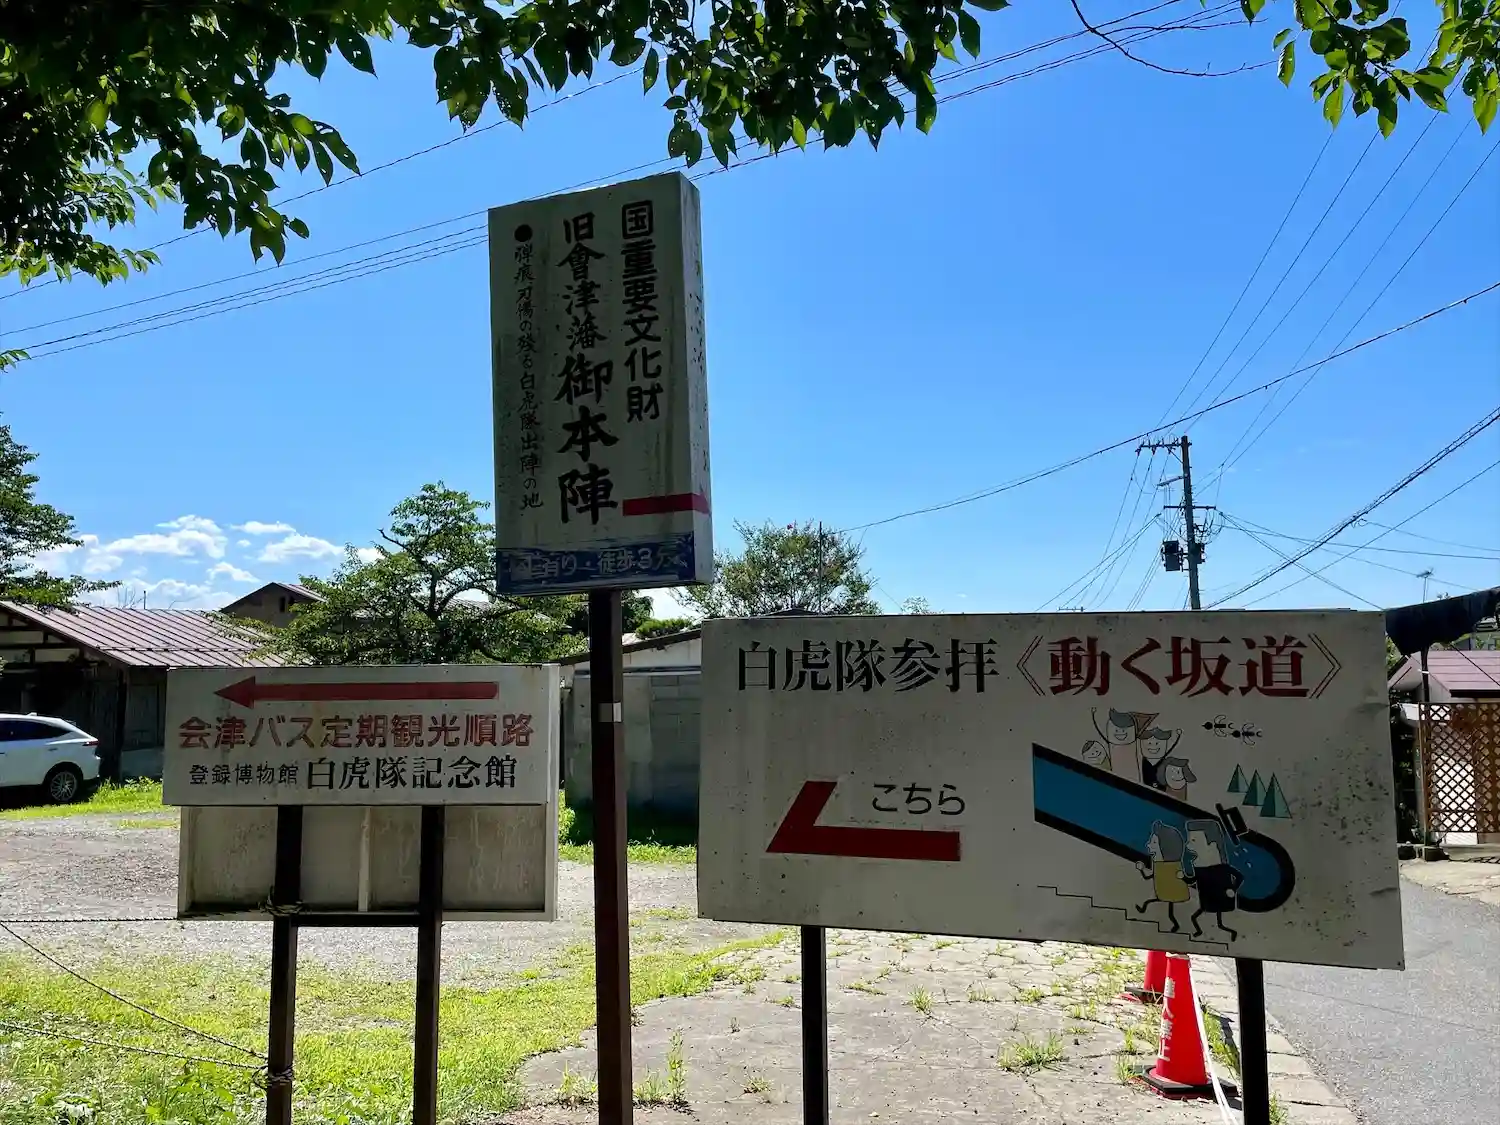 国重要文化財
旧會津藩御本陣
●弾痕刀傷の残る白虎隊出陣の地
有り・徒歩3分
会津バス定期観光順路
登録博物館 白虎隊記念館
白虎隊参拝《動く坂道》
こちら